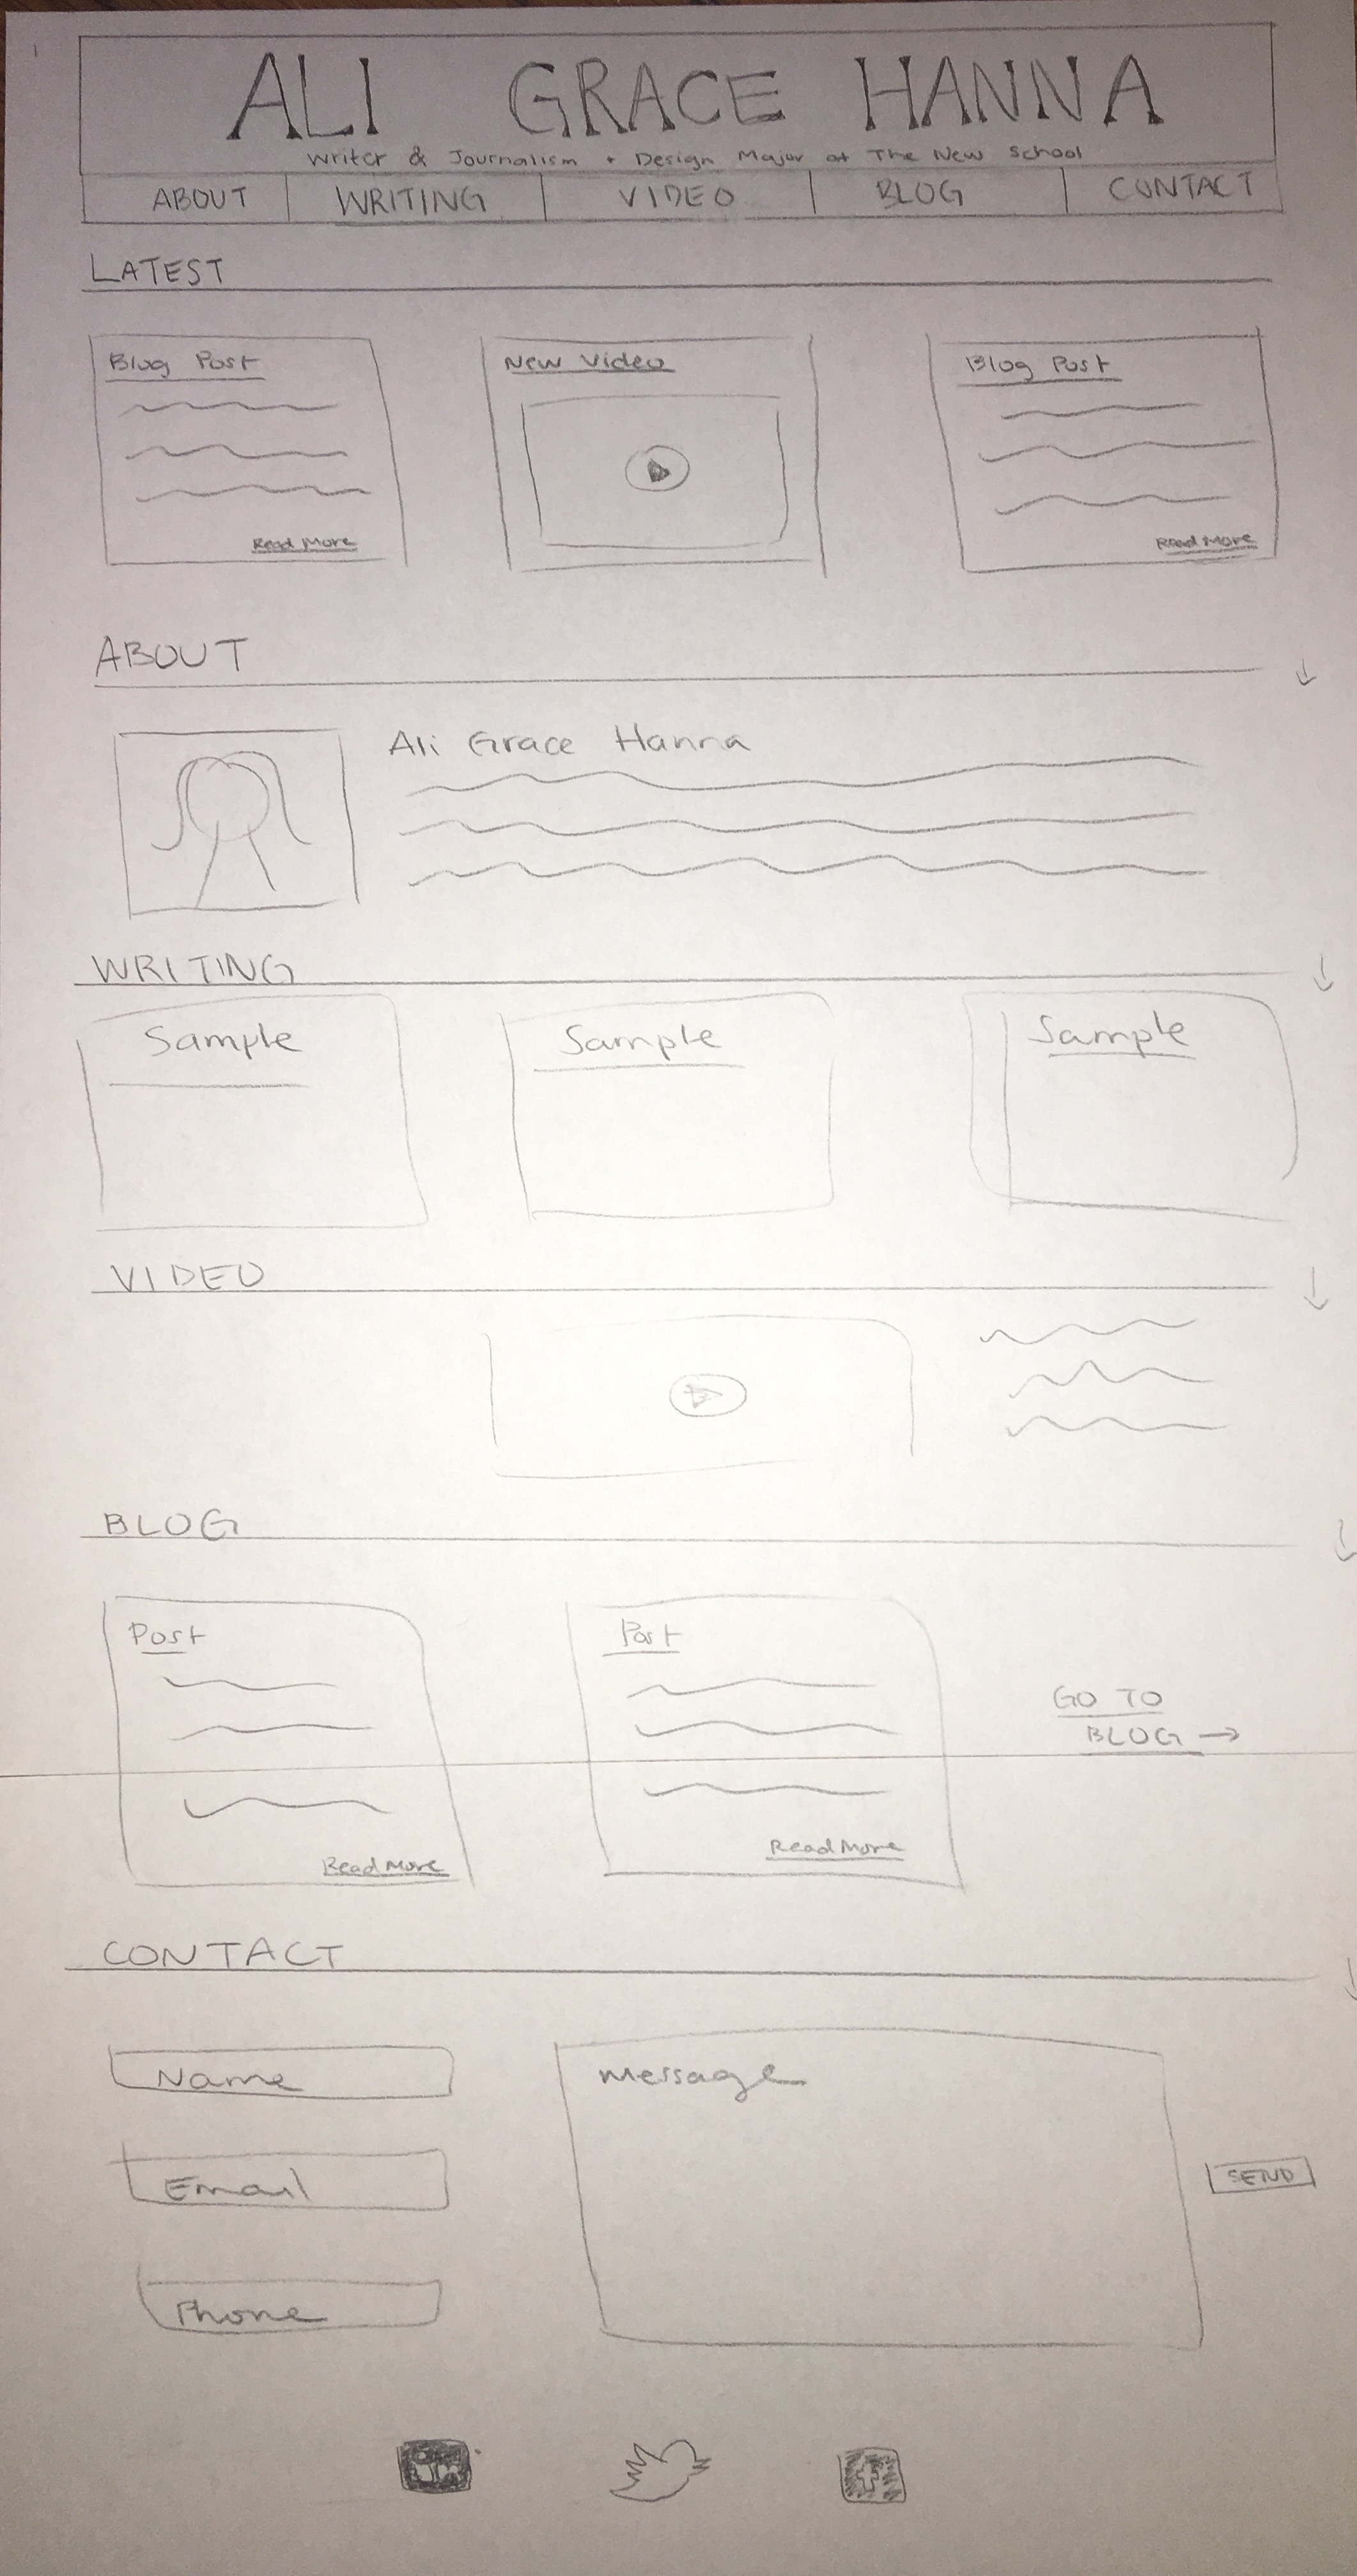 ALI GRACE HANNA
Writer & Journalism + Design Major at The New School
ABOUT WRITING VIDEO BLOG CONTACT
LATEST
Blog Post
Read More
New Video
Blog Post
Read More
ABOUT
Ali Grace Hanna
WRITING
Sample
Sample
Sample
VIDEO
BLOG
Post
Read More
Post
Read More
GO TO
BLOG →
CONTACT
Name
Email
Phone
Message
SEND
in
f